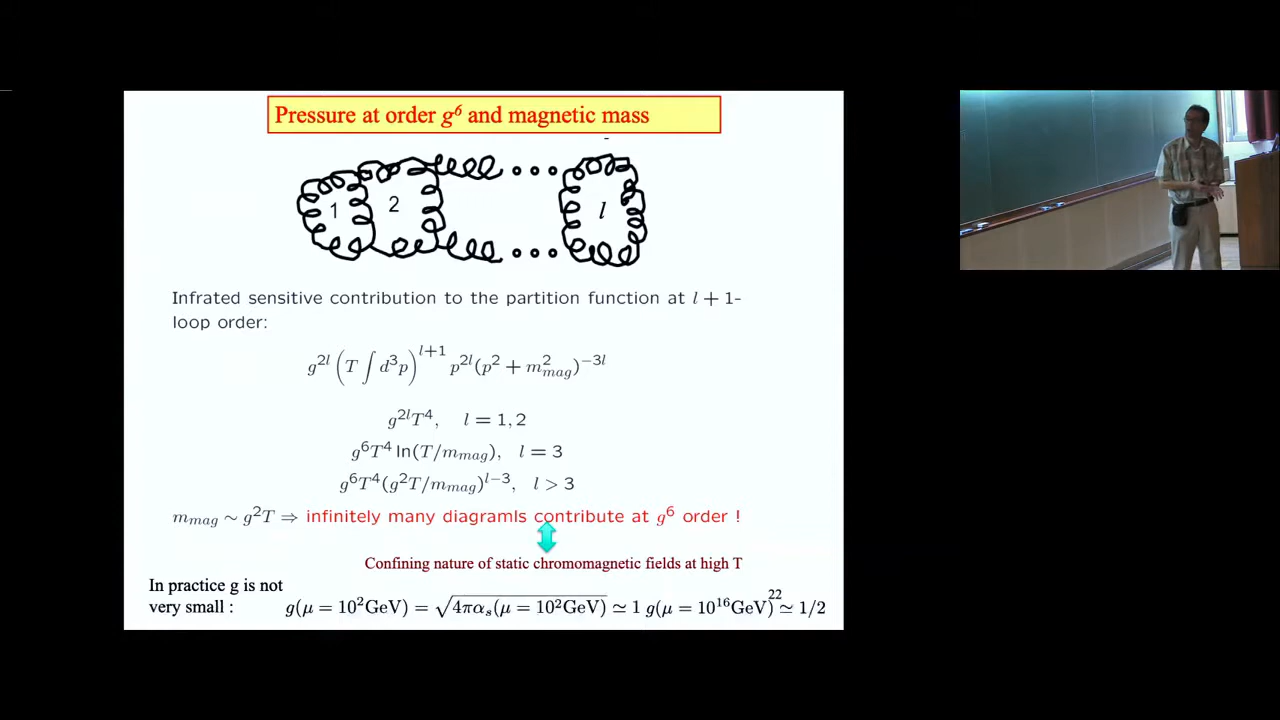 Pressure at order g⁶ and magnetic mass
1 2 l
Infrated sensitive contribution to the partition function at l + 1-
loop order:
g^{2l} (T ∫ d³p)^{l+1} p^{2l}(p² + m²_{mag})^{−3l}
g^{2l}T⁴, l = 1, 2
g⁶T⁴ ln(T/m_{mag}), l = 3
g⁶T⁴(g²T/m_{mag})^{l−3}, l > 3
m_{mag} ∼ g²T ⇒ infinitely many diagramls contribute at g⁶ order !
Confining nature of static chromomagnetic fields at high T
In practice g is not
very small :
g(μ = 10²GeV) = √(4πα_s(μ = 10²GeV)) ≃ 1 g(μ = 10¹⁶GeV) ≃ 1/2
22